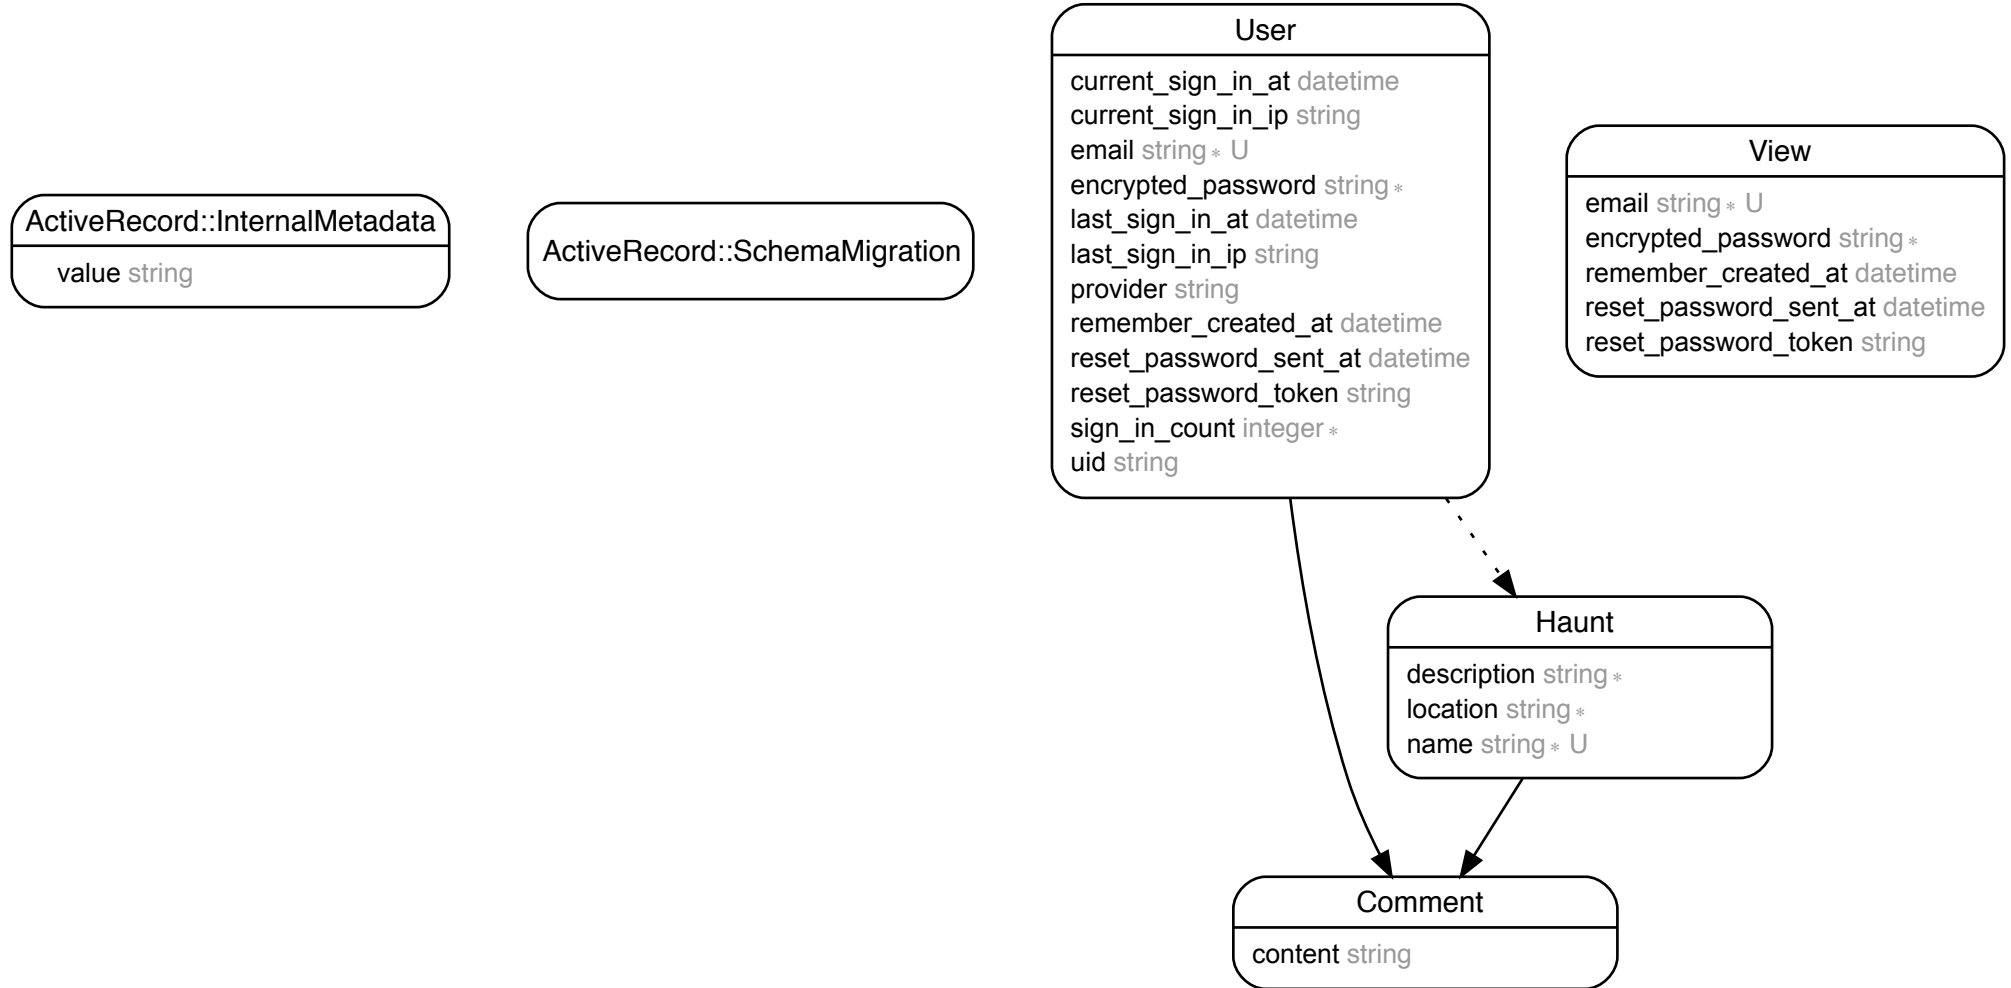 ActiveRecord::InternalMetadata
value string
ActiveRecord::SchemaMigration
User
current_sign_in_at datetime
current_sign_in_ip string
email string ∗ U
encrypted_password string ∗
last_sign_in_at datetime
last_sign_in_ip string
provider string
remember_created_at datetime
reset_password_sent_at datetime
reset_password_token string
sign_in_count integer ∗
uid string
View
email string ∗ U
encrypted_password string ∗
remember_created_at datetime
reset_password_sent_at datetime
reset_password_token string
Haunt
description string ∗
location string ∗
name string ∗ U
Comment
content string